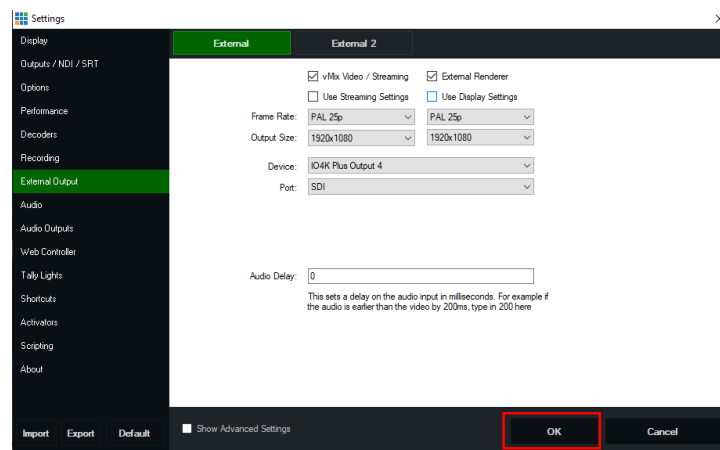 Settings
Display
Outputs / NDI / SRT
Options
Performance
Decoders
Recording
External Output
Audio
Audio Outputs
Web Controller
Tally Lights
Shortcuts
Activators
Scripting
About
Import Export Default
External External 2
vMix Video / Streaming External Renderer
Use Streaming Settings Use Display Settings
Frame Rate: PAL 25p PAL 25p
Output Size: 1920x1080 1920x1080
Device: IO4K Plus Output 4
Port: SDI
Audio Delay: 0
This sets a delay on the audio input in milliseconds. For example if
the audio is earlier than the video by 200ms, type in 200 here
Show Advanced Settings
OK Cancel